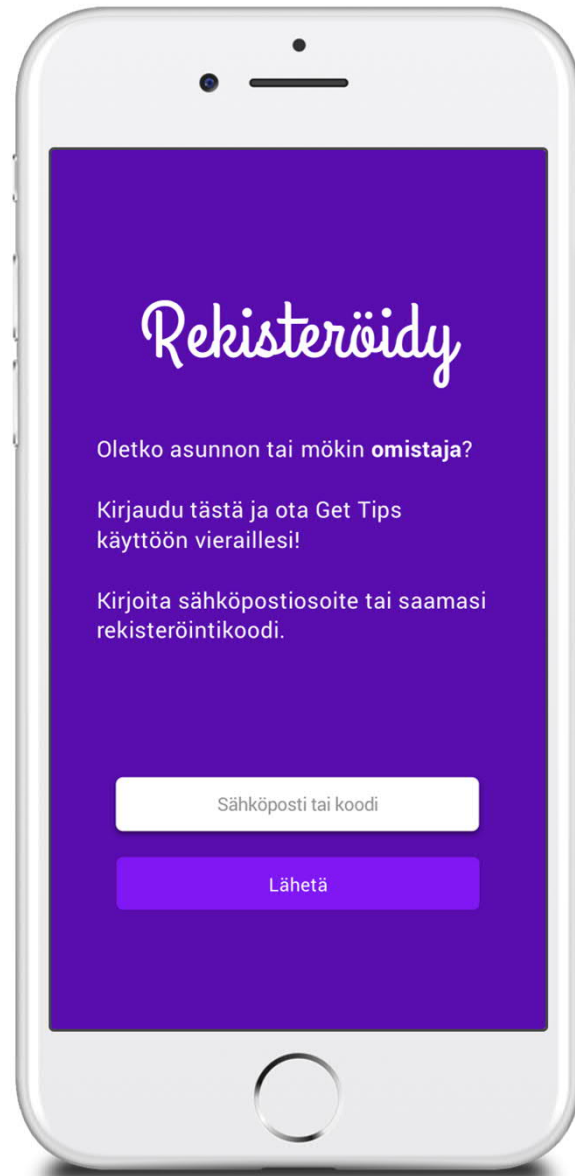 Rekisteröidy
Oletko asunnon tai mökin omistaja?
Kirjaudu tästä ja ota Get Tips
käyttöön vieraillesi!
Kirjoita sähköpostiosoite tai saamasi
rekisteröintikoodi.
Sähköposti tai koodi
Lähetä